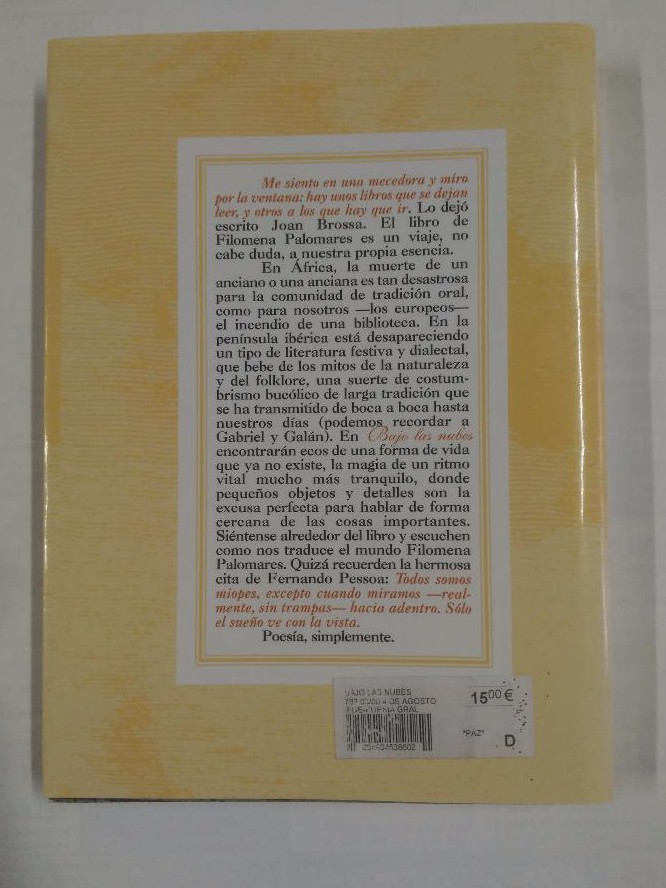 Me siento en una mecedora y miro
por la ventana: hay unos libros que se dejan
leer, y otros a los que hay que ir. Lo dejó
escrito Joan Brossa. El libro de
Filomena Palomares es un viaje, no
cabe duda, a nuestra propia esencia.
En África, la muerte de un
anciano o una anciana es tan desastrosa
para la comunidad de tradición oral,
como para nosotros —los europeos—
el incendio de una biblioteca. En la
península ibérica está desapareciendo
un tipo de literatura festiva y dialectal,
que bebe de los mitos de la naturaleza
y del folklore, una suerte de costum-
brismo bucólico de larga tradición que
se ha transmitido de boca a boca hasta
nuestros días (podemos recordar a
Gabriel y Galán). En Bajo las nubes
encontrarán ecos de una forma de vida
que ya no existe, la magia de un ritmo
vital mucho más tranquilo, donde
pequeños objetos y detalles son la
excusa perfecta para hablar de forma
cercana de las cosas importantes.
Siéntense alrededor del libro y escuchen
como nos traduce el mundo Filomena
Palomares. Quizá recuerden la hermosa
cita de Fernando Pessoa: Todos somos
miopes, excepto cuando miramos —real-
mente, sin trampas— hacia adentro. Sólo
el sueño ve con la vista.
Poesía, simplemente.
BAJO LAS NUBES
DE AGOSTO
GRAL
15,00 €
"PAZ"
D